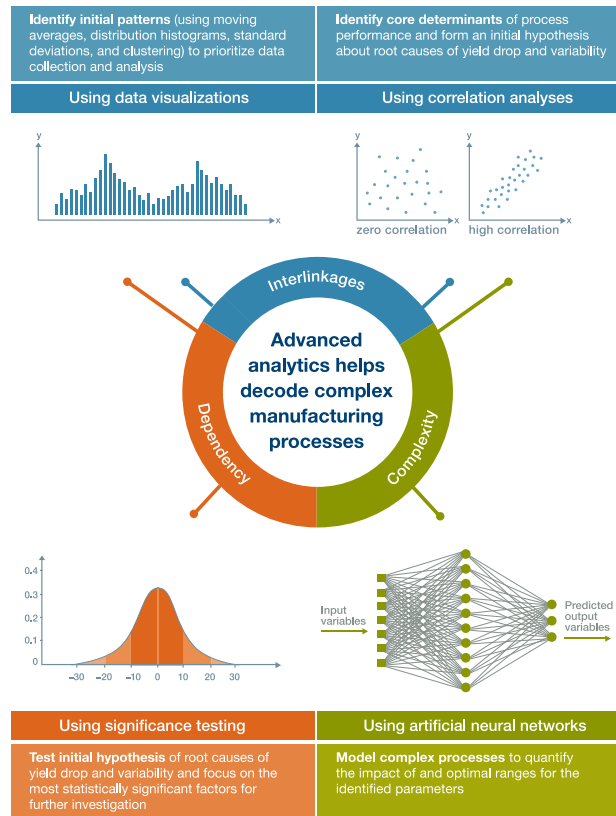 Identify initial patterns (using moving
averages, distribution histograms, standard
deviations, and clustering) to prioritize data
collection and analysis
Identify core determinants of process
performance and form an initial hypothesis
about root causes of yield drop and variability
Using data visualizations
Using correlation analyses
y
x
y
x
zero correlation
y
x
high correlation
Interlinkages
Advanced
analytics helps
decode complex
manufacturing
processes
Dependency
Complexity
0.4
0.3
0.2
0.1
0
–30
–20
–10
0
10
20
30
Input
variables
Predicted
output
variables
Using significance testing
Using artificial neural networks
Test initial hypothesis of root causes of
yield drop and variability and focus on the
most statistically significant factors for
further investigation
Model complex processes to quantify
the impact of and optimal ranges for the
identified parameters